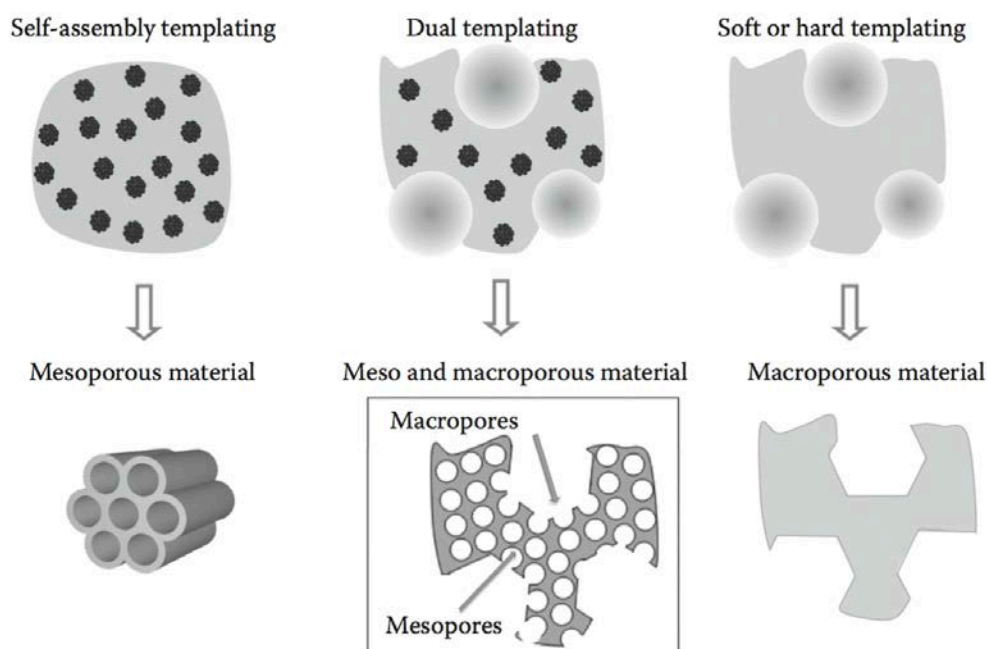 Self-assembly templating
Dual templating
Soft or hard templating
Mesoporous material
Meso and macroporous material
Macroporous material
Macropores
Mesopores